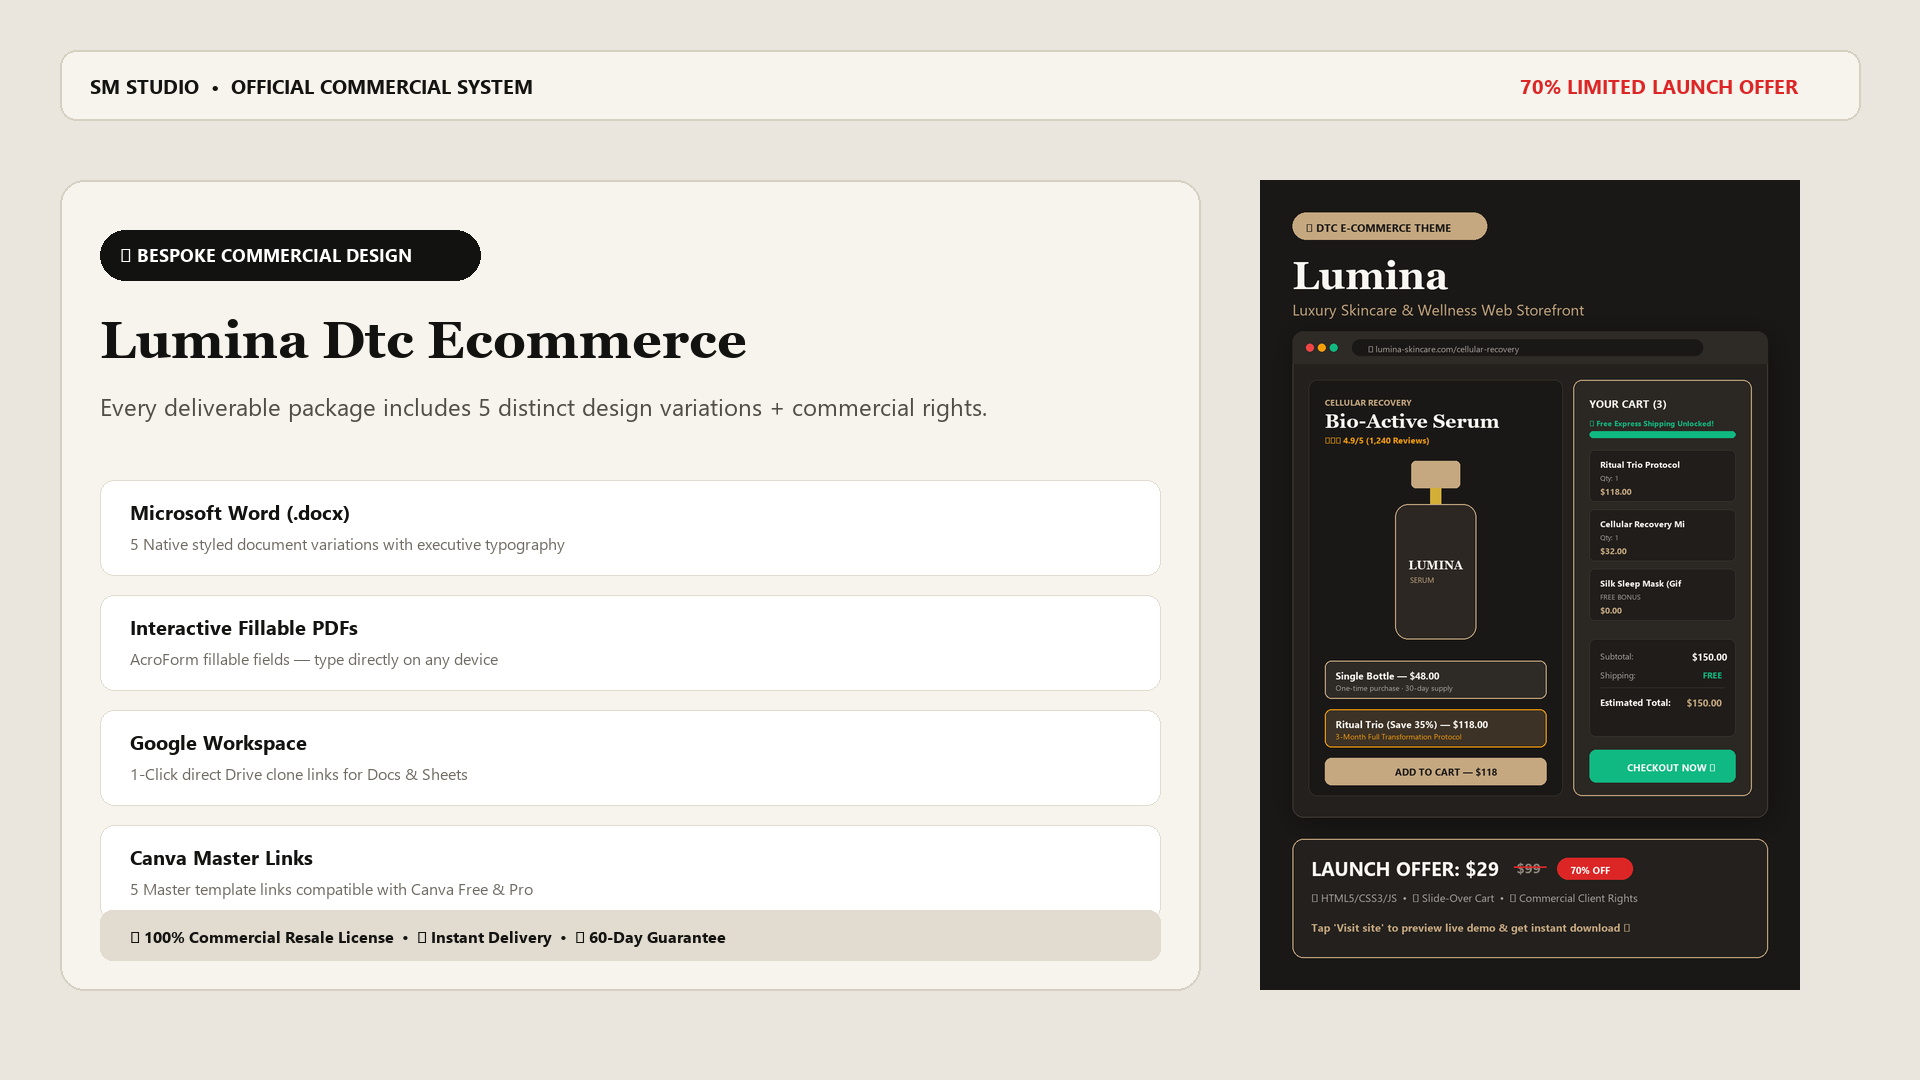 SM STUDIO • OFFICIAL COMMERCIAL SYSTEM
70% LIMITED LAUNCH OFFER
BESPOKE COMMERCIAL DESIGN
Lumina Dtc Ecommerce
Every deliverable package includes 5 distinct design variations + commercial rights.
Microsoft Word (.docx)
5 Native styled document variations with executive typography
Interactive Fillable PDFs
AcroForm fillable fields — type directly on any device
Google Workspace
1-Click direct Drive clone links for Docs & Sheets
Canva Master Links
5 Master template links compatible with Canva Free & Pro
100% Commercial Resale License • Instant Delivery • 60-Day Guarantee
DTC E-COMMERCE THEME
Lumina
Luxury Skincare & Wellness Web Storefront
lumina-skincare.com/cellular-recovery
CELLULAR RECOVERY
Bio-Active Serum
4.9/5 (1,240 Reviews)
LUMINA
SERUM
Single Bottle — $48.00
One-time purchase · 30-day supply
Ritual Trio (Save 35%) — $118.00
3-Month Full Transformation Protocol
ADD TO CART — $118
YOUR CART (3)
Free Express Shipping Unlocked!
Ritual Trio Protocol
Qty: 1
$118.00
Cellular Recovery Mi
Qty: 1
$32.00
Silk Sleep Mask (Gif
FREE BONUS
$0.00
Subtotal: $150.00
Shipping: FREE
Estimated Total: $150.00
CHECKOUT NOW
LAUNCH OFFER: $29 $99 70% OFF
HTML5/CSS3/JS • Slide-Over Cart • Commercial Client Rights
Tap 'Visit site' to preview live demo & get instant download